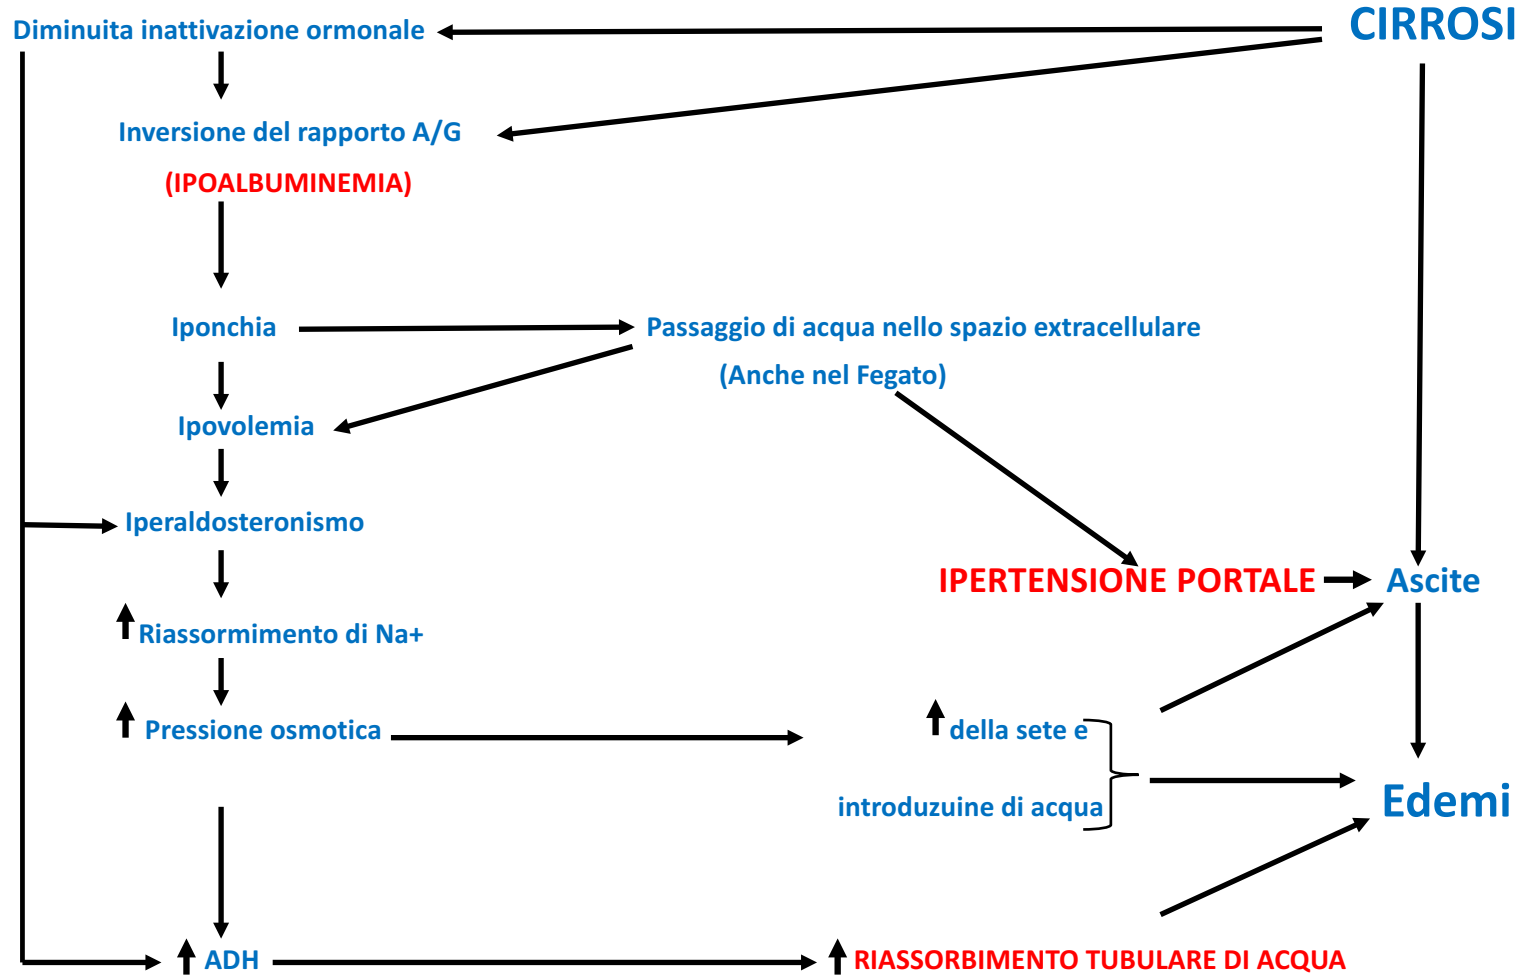 Diminuita inattivazione ormonale
CIRROSI
Inversione del rapporto A/G
(IPOALBUMINEMIA)
Iponchia
Passaggio di acqua nello spazio extracellulare
(Anche nel Fegato)
Ipovolemia
Iperaldosteronismo
IPERTENSIONE PORTALE
Ascite
Riassormimento di Na+
Pressione osmotica
della sete e
introduzuine di acqua
Edemi
ADH
RIASSORBIMENTO TUBULARE DI ACQUA